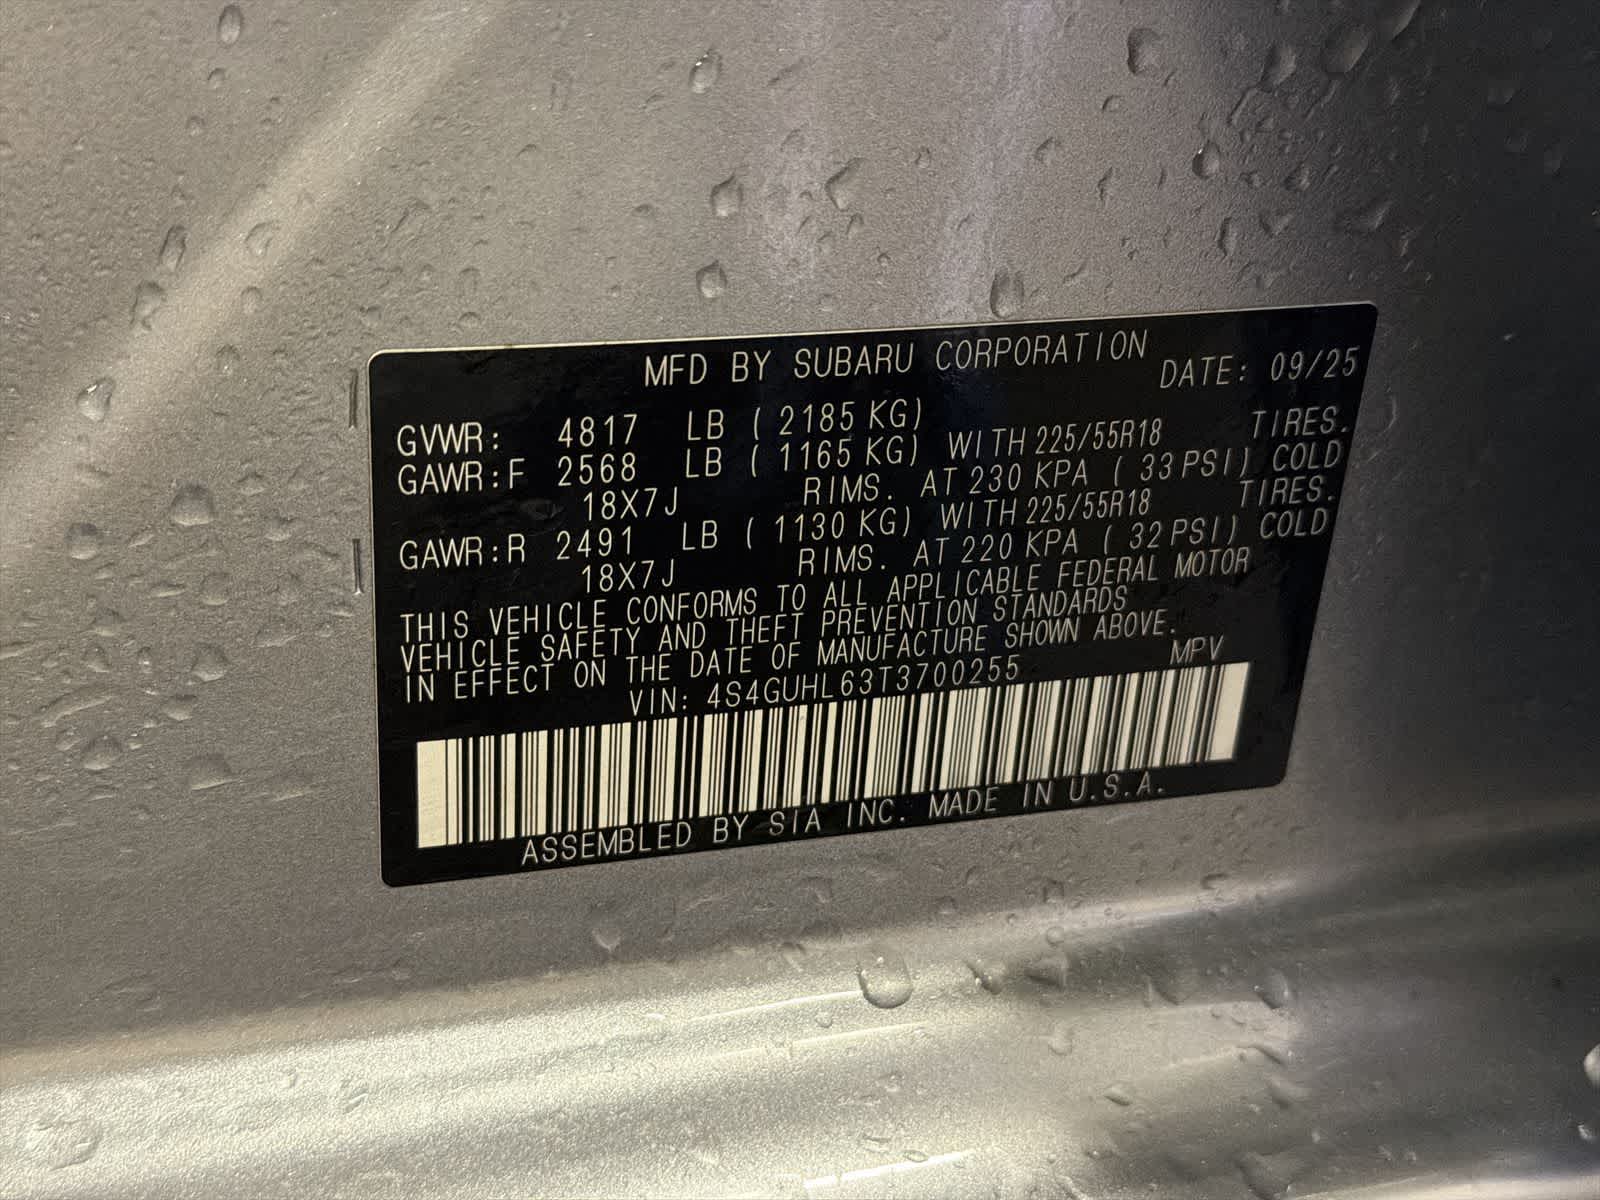 MFD BY SUBARU CORPORATION DATE: 09/25
GVWR: 4817 LB ( 2185 KG)
GAWR:F 2568 LB ( 1165 KG) WITH 225/55R18 TIRES.
18X7J RIMS. AT 230 KPA ( 33 PSI) COLD
GAWR:R 2491 LB ( 1130 KG) WITH 225/55R18 TIRES.
18X7J RIMS. AT 220 KPA ( 32 PSI) COLD
THIS VEHICLE CONFORMS TO ALL APPLICABLE FEDERAL MOTOR
VEHICLE SAFETY AND THEFT PREVENTION STANDARDS
IN EFFECT ON THE DATE OF MANUFACTURE SHOWN ABOVE.
VIN: 4S4GUHL63T3700255 MPV
ASSEMBLED BY SIA INC. MADE IN U.S.A.